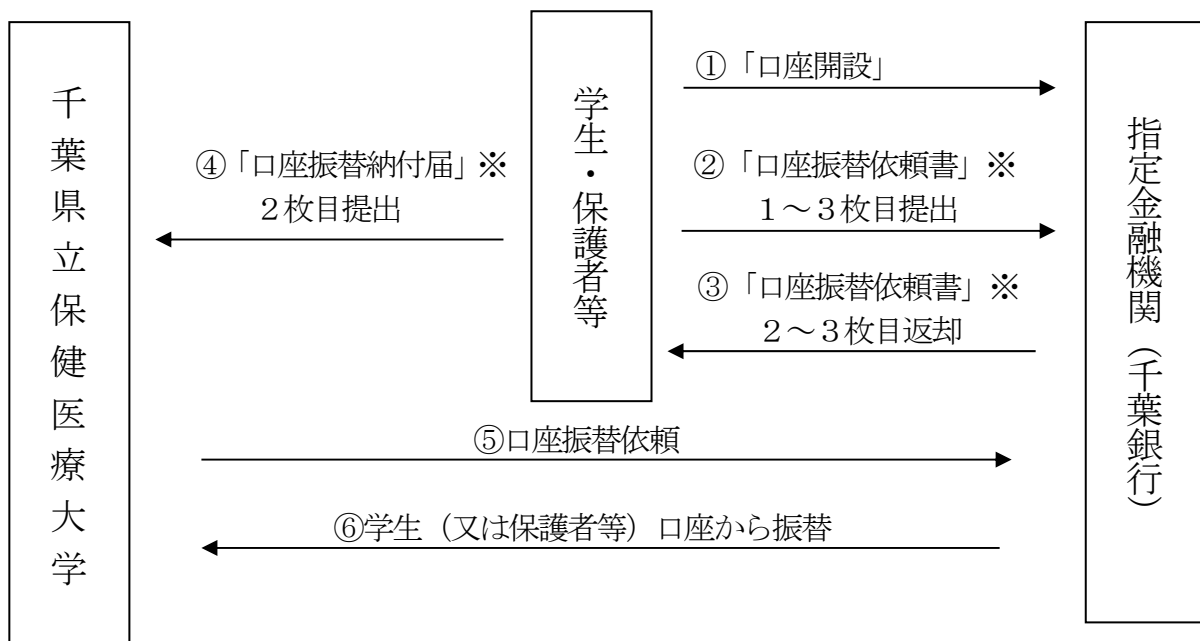 千葉県立保健医療大学
学生・保護者等
指定金融機関（千葉銀行）
①「口座開設」
②「口座振替依頼書」※
１～３枚目提出
③「口座振替依頼書」※
２～３枚目返却
④「口座振替納付届」※
２枚目提出
⑤口座振替依頼
⑥学生（又は保護者等）口座から振替